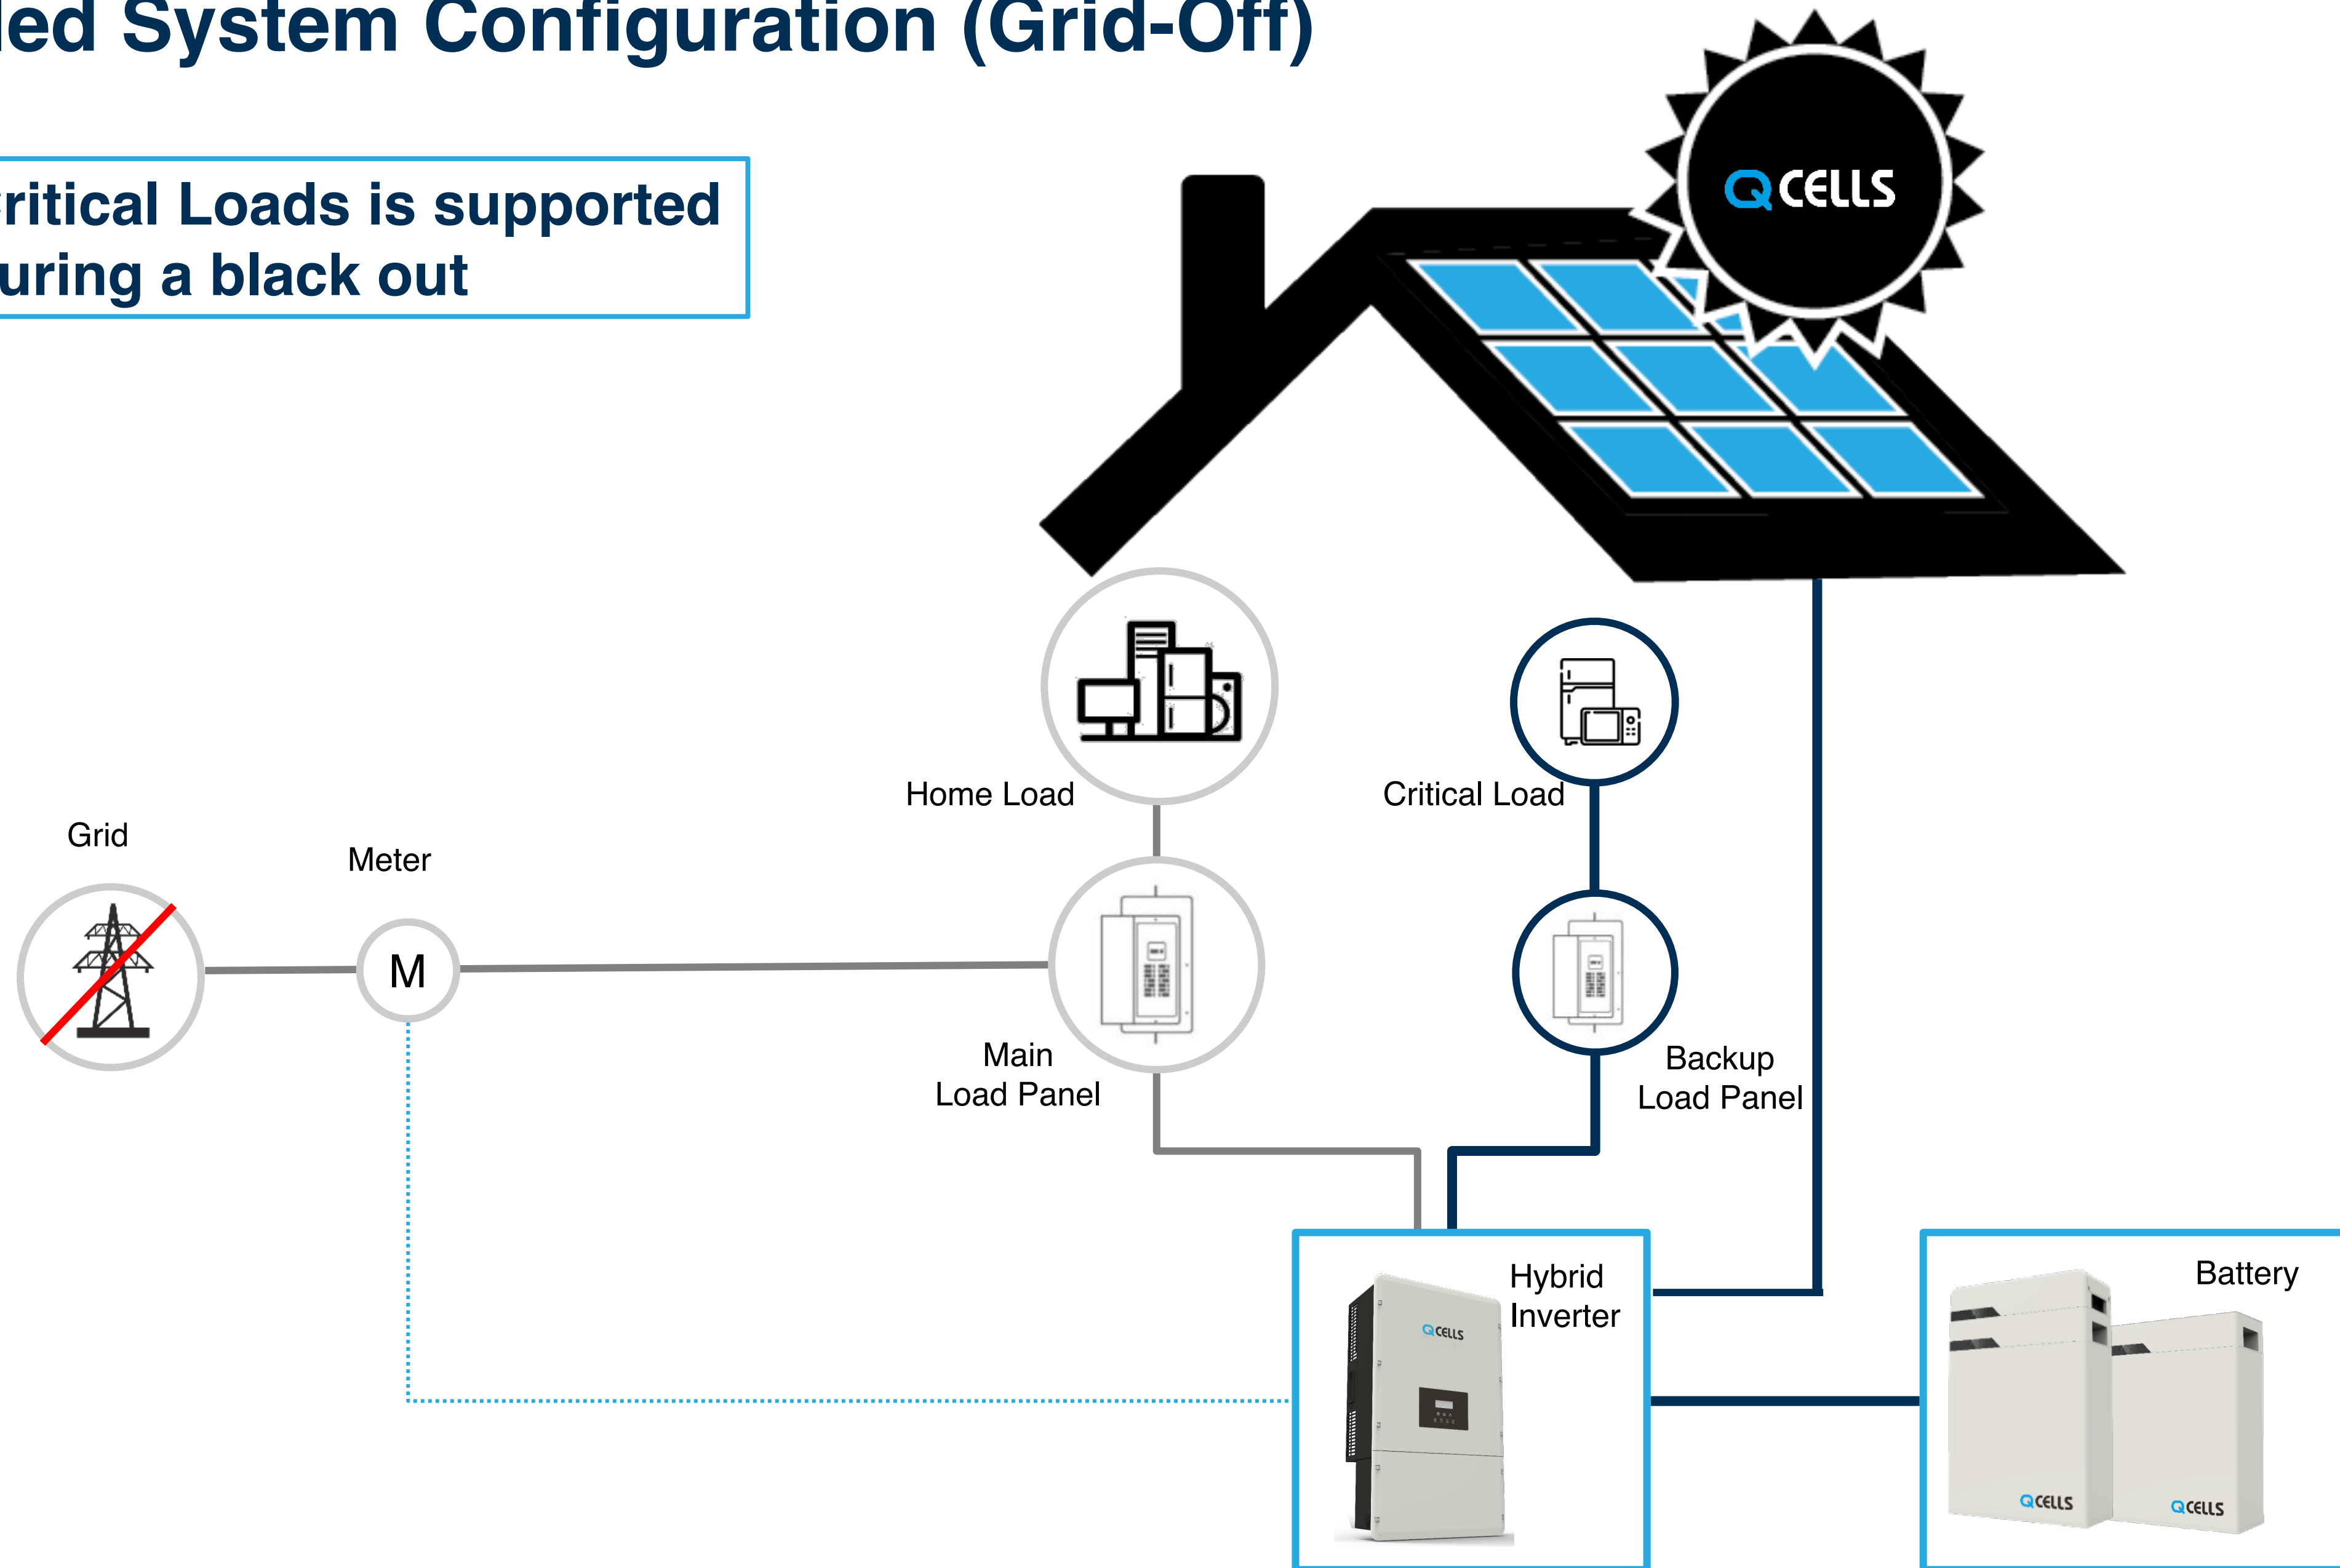 led System Configuration (Grid-Off)
ritical Loads is supported
uring a black out
Q CELLS
Home Load
Critical Load
Grid
Meter
M
Main
Load Panel
Backup
Load Panel
Hybrid
Inverter
Battery
Q CELLS
Q CELLS
Q CELLS